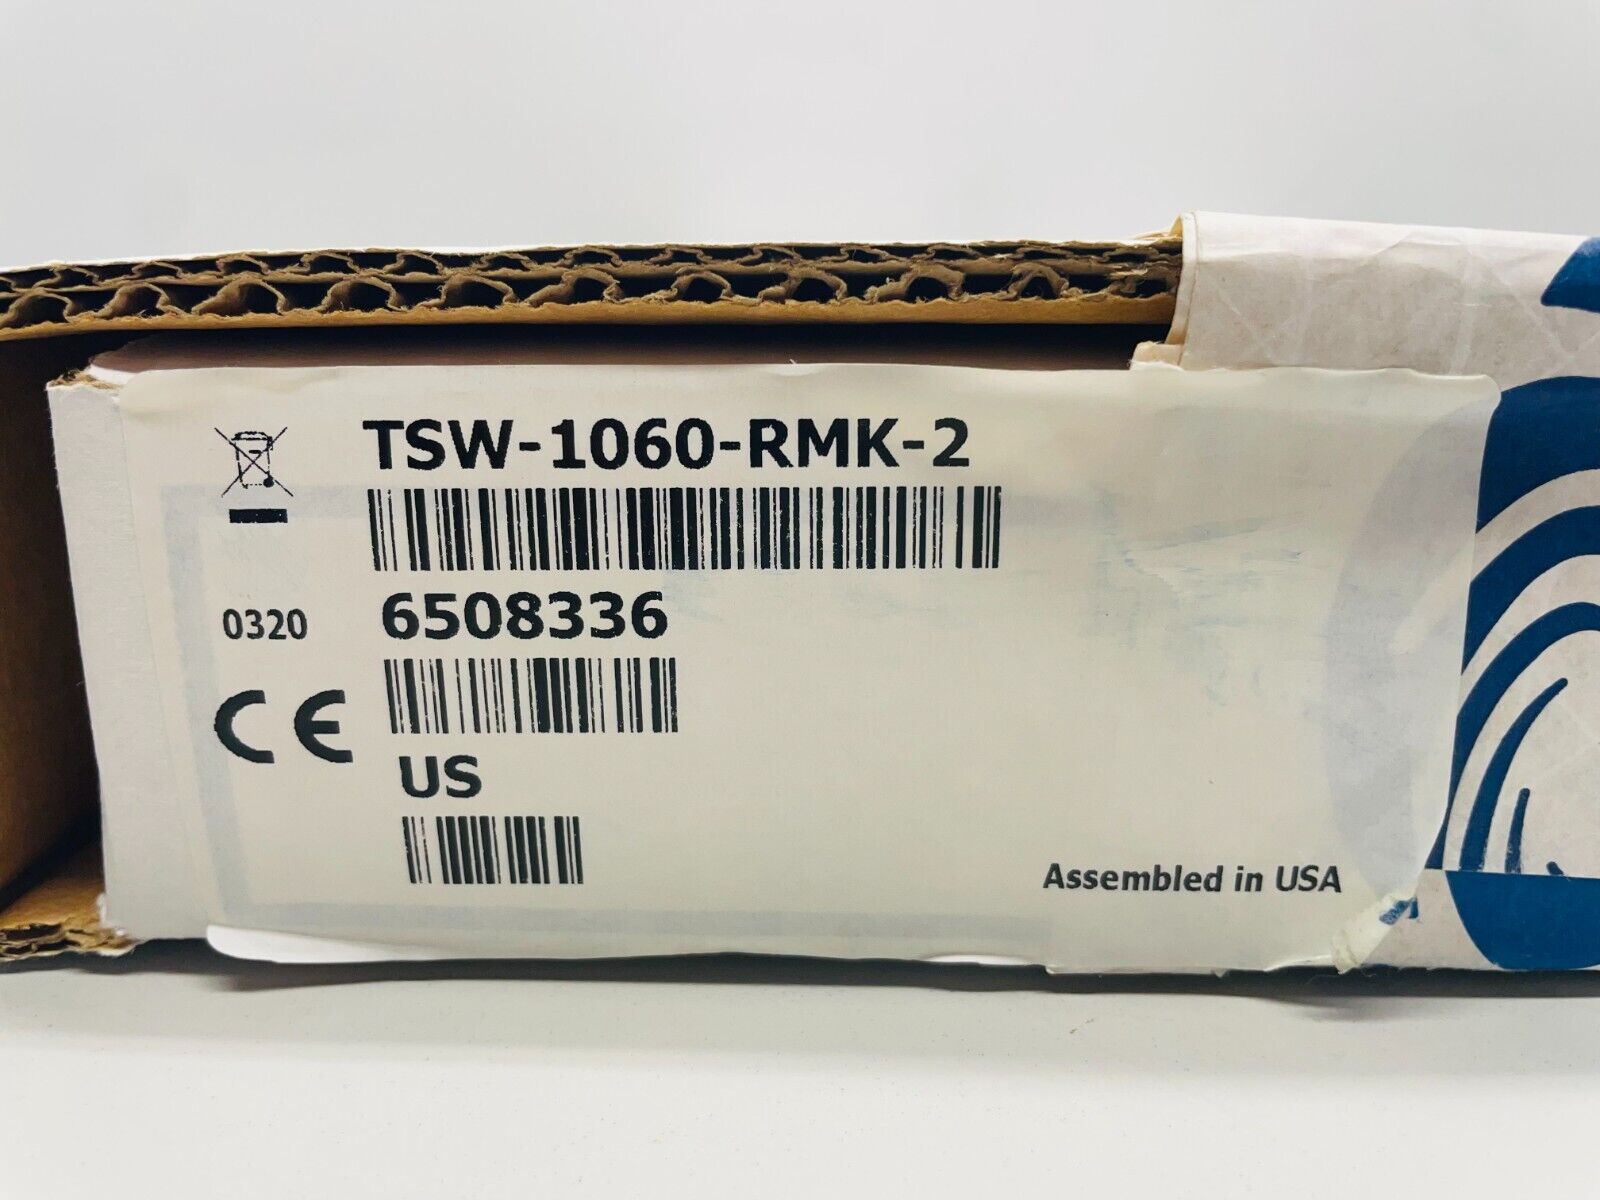 TSW-1060-RMK-2
0320 6508336
CE
US
Assembled in USA